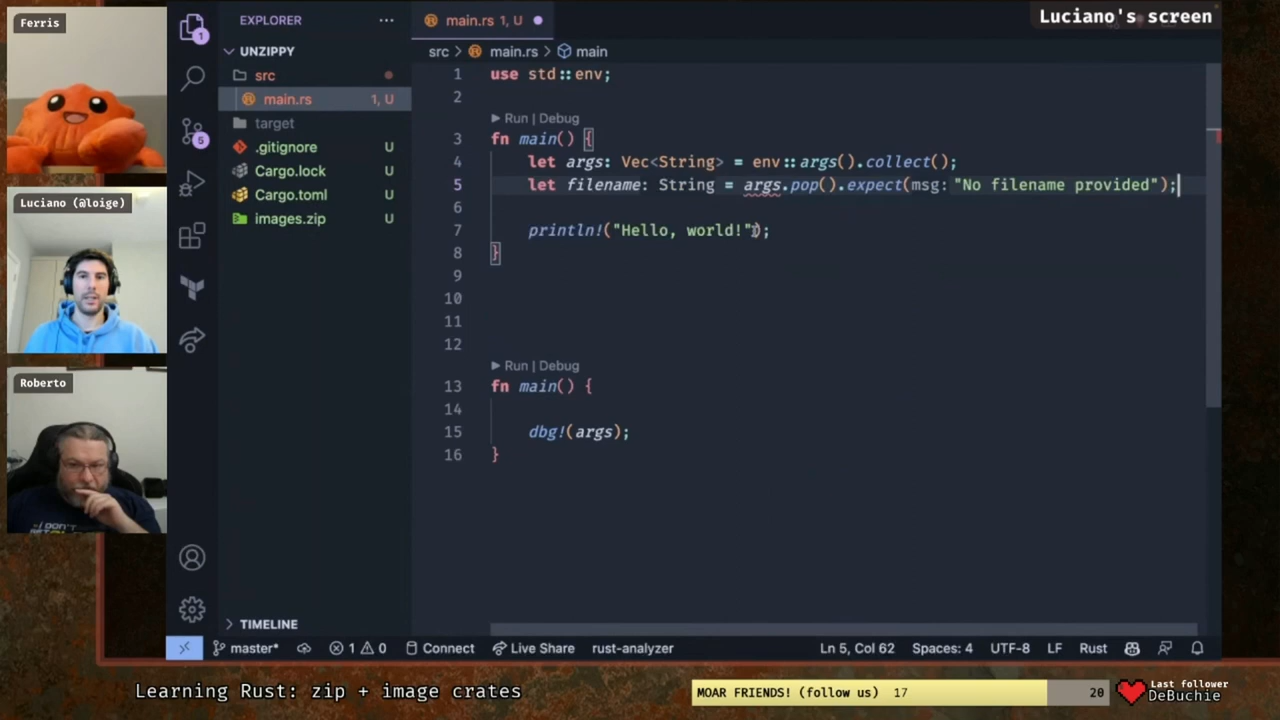 Ferris
Luciano (@loige)
Roberto
1
5
EXPLORER ···
UNZIPPY
src
main.rs 1, U
target
.gitignore U
Cargo.lock U
Cargo.toml U
images.zip U
TIMELINE
main.rs 1, U
Luciano's screen
src > main.rs > main
1 use std::env;
2
Run | Debug
3 fn main() {
4 let args: Vec<String> = env::args().collect();
5 let filename: String = args.pop().expect(msg: "No filename provided");
6
7 println!("Hello, world!");
8 }
9
10
11
12
Run | Debug
13 fn main() {
14
15 dbg!(args);
16 }
master* 1 0 Connect Live Share rust-analyzer Ln 5, Col 62 Spaces: 4 UTF-8 LF Rust
Learning Rust: zip + image crates
MOAR FRIENDS! (follow us) 17 20
Last follower
DeBuchie